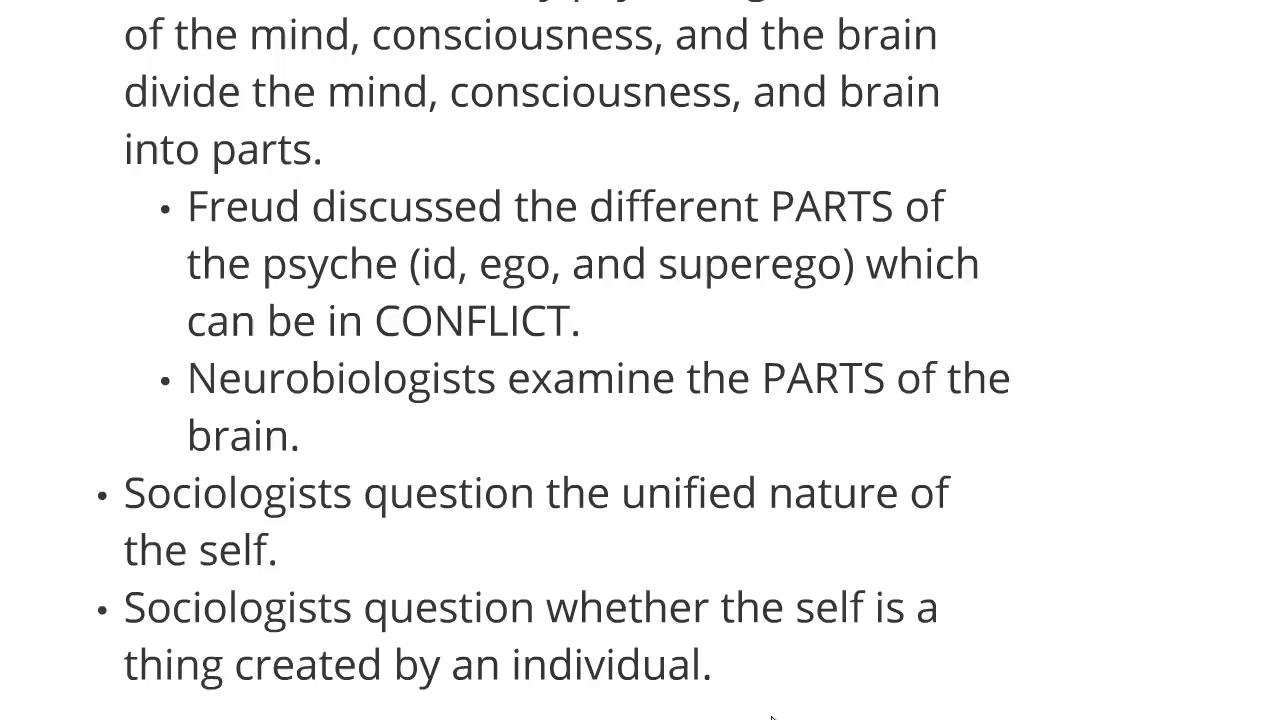 of the mind, consciousness, and the brain
divide the mind, consciousness, and brain
into parts.
• Freud discussed the different PARTS of
the psyche (id, ego, and superego) which
can be in CONFLICT.
• Neurobiologists examine the PARTS of the
brain.
• Sociologists question the unified nature of
the self.
• Sociologists question whether the self is a
thing created by an individual.